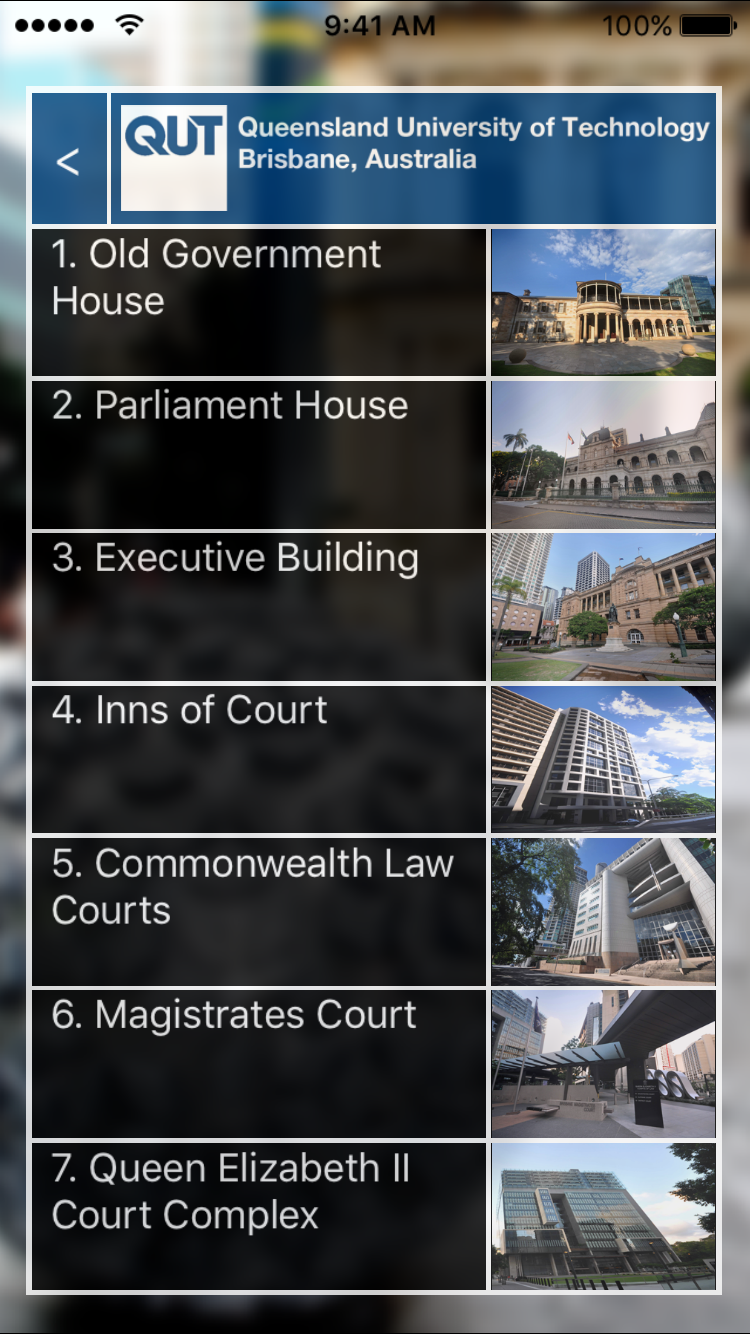 9:41 AM 100%
<
QUT
Queensland University of Technology
Brisbane, Australia
1. Old Government
House
2. Parliament House
3. Executive Building
4. Inns of Court
5. Commonwealth Law
Courts
6. Magistrates Court
7. Queen Elizabeth II
Court Complex